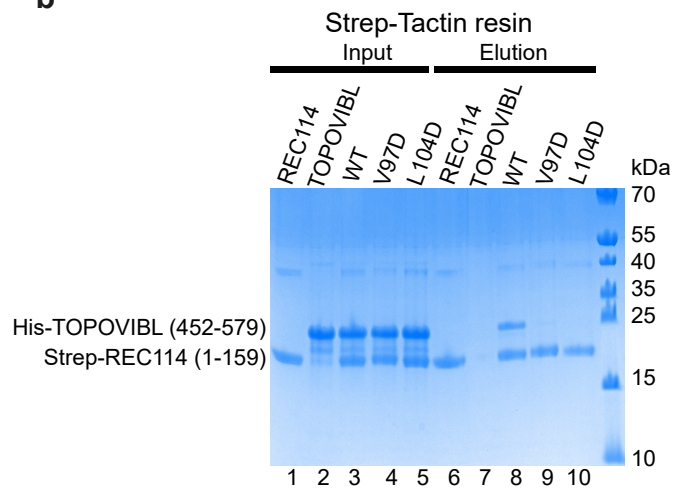 b
Strep-Tactin resin
Input Elution
REC114 TOPOVIBL WT V97D L104D REC114 TOPOVIBL WT V97D L104D
kDa
70
55
40
35
25
His-TOPOVIBL (452-579)
Strep-REC114 (1-159)
15
10
1 2 3 4 5 6 7 8 9 10